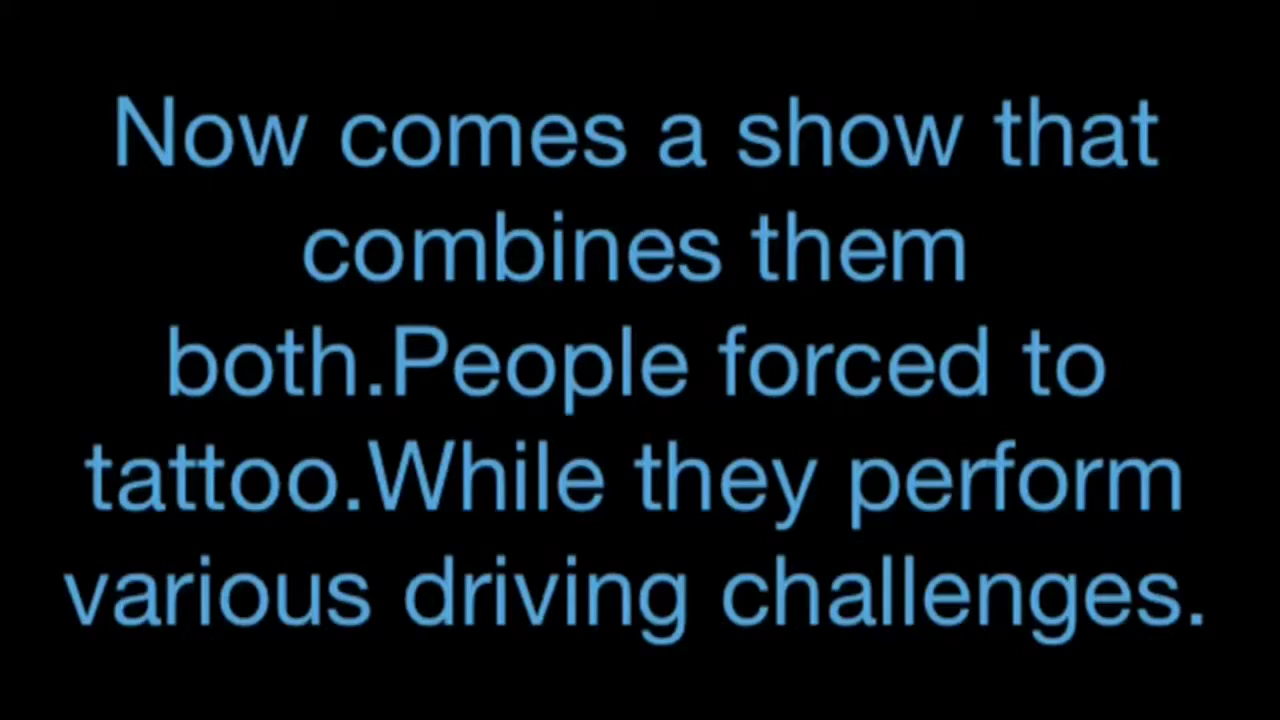 Now comes a show that
combines them
both.People forced to
tattoo.While they perform
various driving challenges.